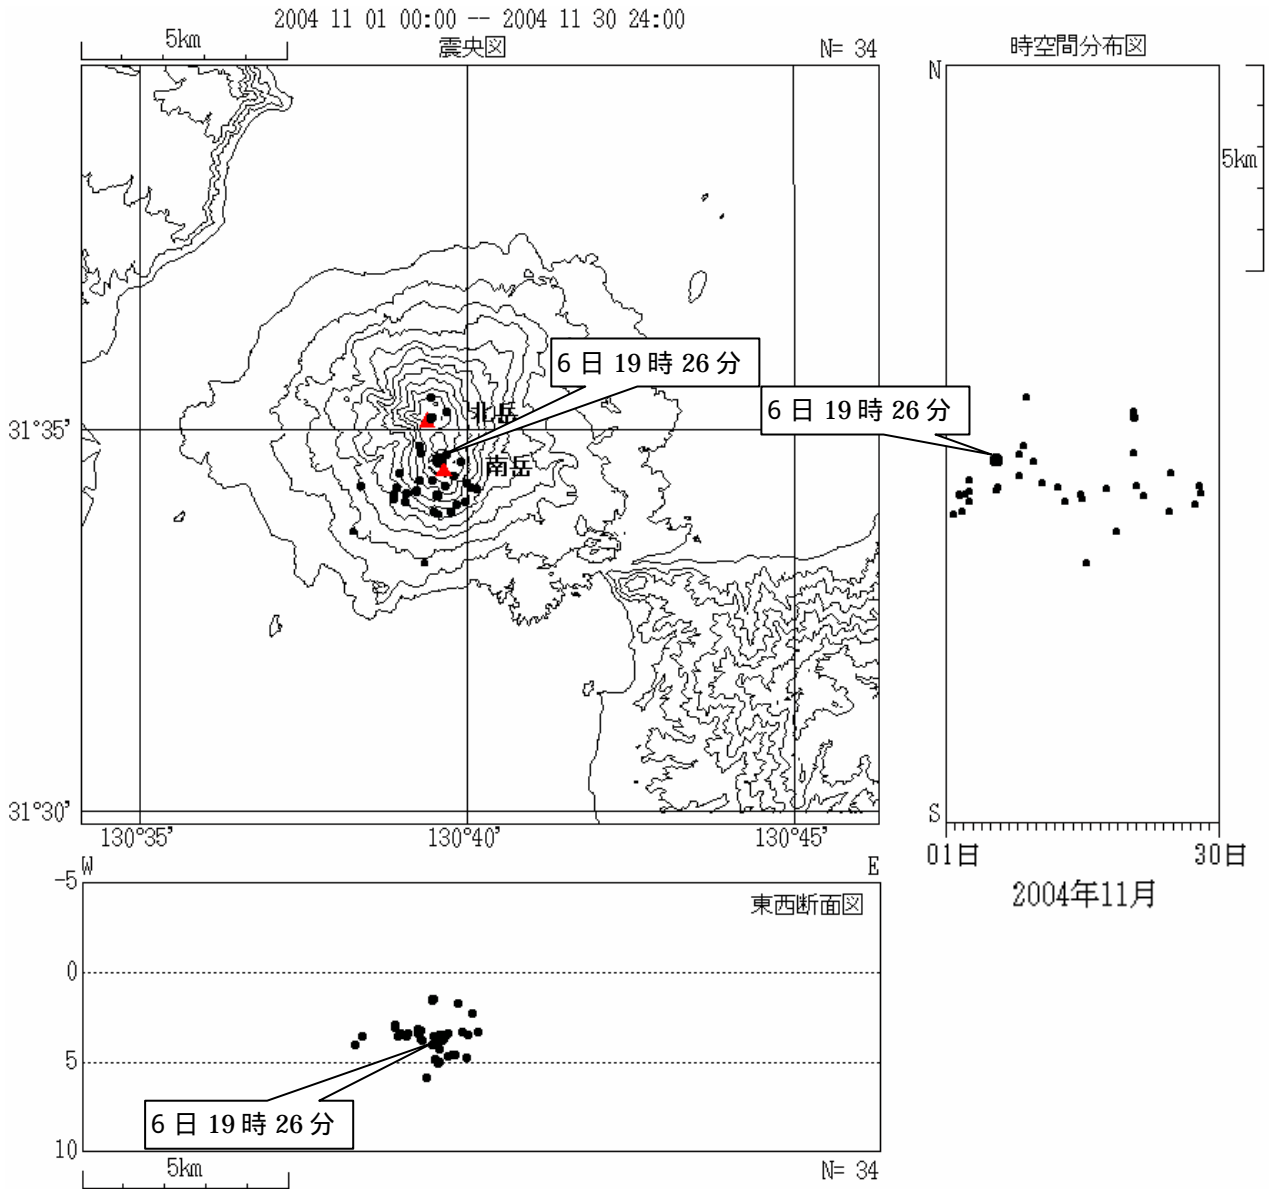 2004 11 01 00:00 -- 2004 11 30 24:00
5km
震央図
N= 34
時空間分布図
N
5km
6日19時26分
6日19時26分
北岳
31°35’
南岳
S
31°30’
130°35’
130°40’
130°45’
01日
30日
2004年11月
W
E
-5
東西断面図
0
5
6日19時26分
10
5km
N= 34